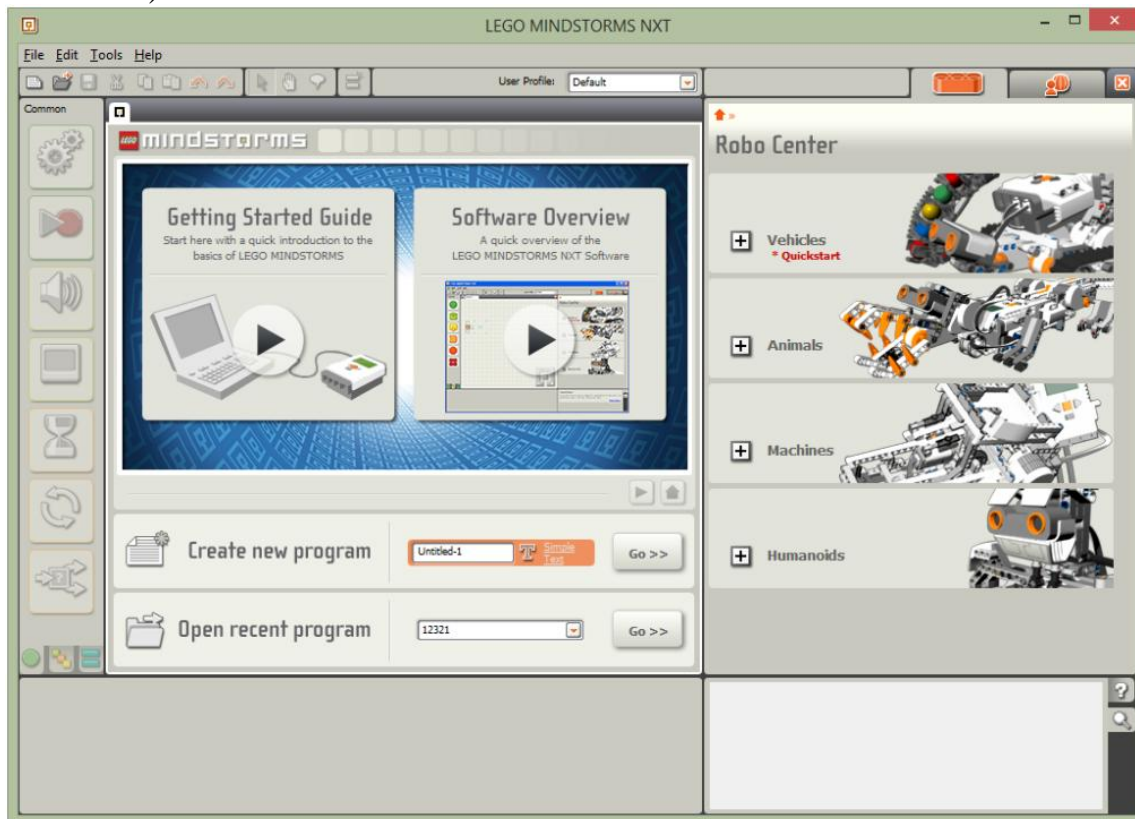 LEGO MINDSTORMS NXT
File Edit Tools Help
User Profile: Default
Common
LEGO mindstorms
Robo Center
Getting Started Guide
Start here with a quick introduction to the
basics of LEGO MINDSTORMS
Software Overview
A quick overview of the
LEGO MINDSTORMS NXT Software
Vehicles
* Quickstart
Animals
Machines
Humanoids
Create new program
Untitled-1
T Simple
Text
Go >>
Open recent program
12321
Go >>